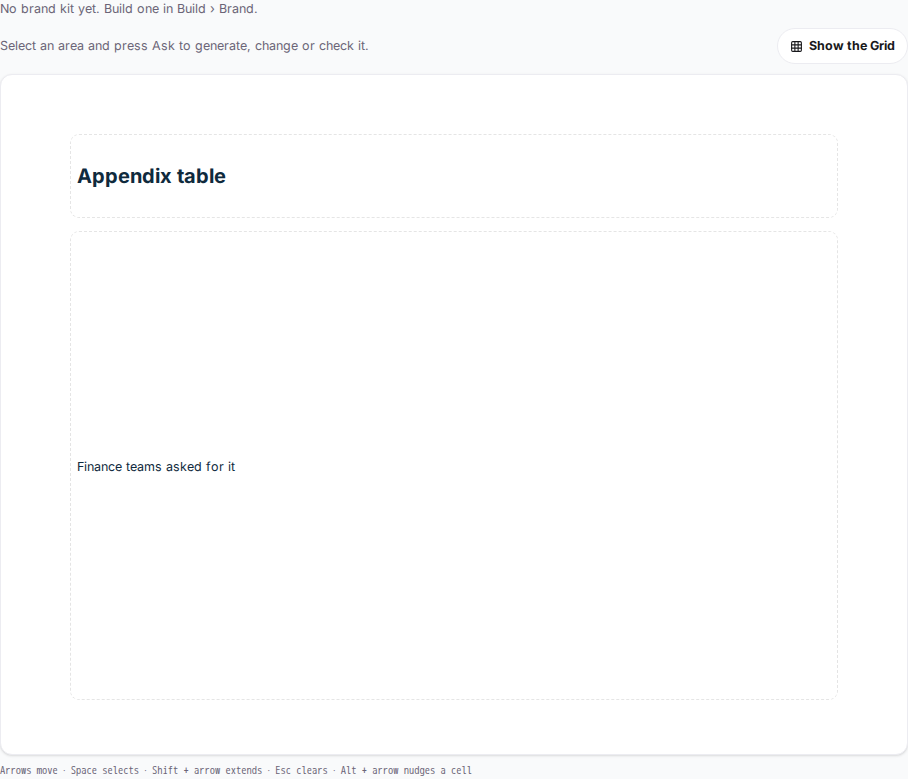 No brand kit yet. Build one in Build › Brand.
Select an area and press Ask to generate, change or check it.
Show the Grid
Appendix table
Finance teams asked for it
Arrows move · Space selects · Shift + arrow extends · Esc clears · Alt + arrow nudges a cell